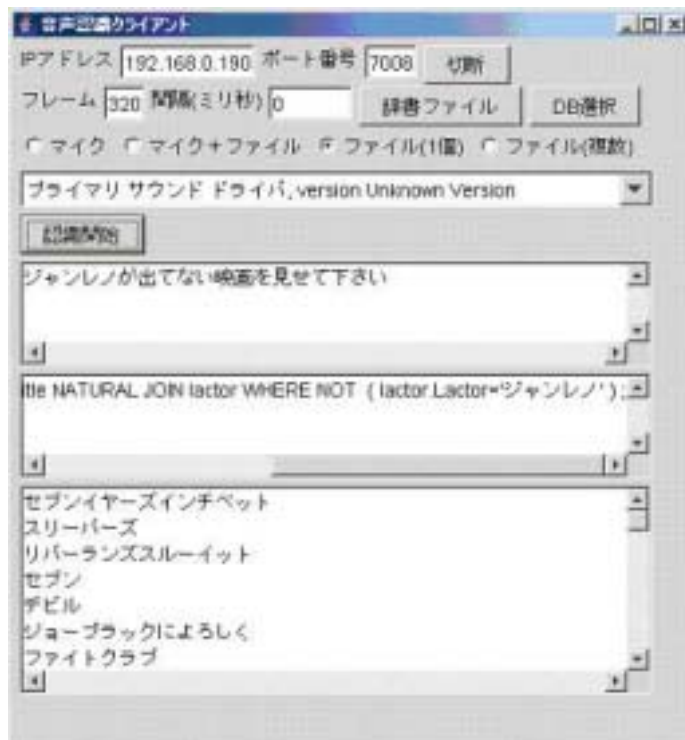 音声認識クライアント
IPアドレス 192.168.0.190 ポート番号 7008 切断
フレーム 320 間隔(ミリ秒) 0 辞書ファイル DB選択
マイク マイク+ファイル ファイル(1個) ファイル(複数)
プライマリ サウンド ドライバ, version Unknown Version
認識開始
ジャンレノが出てない映画を見せて下さい
itle NATURAL JOIN lactor WHERE NOT ( lactor.Lactor='ジャンレノ' );
セブンイヤーズインチベット
スリーパーズ
リバーランズスルーイット
セブン
デビル
ジョーブラックによろしく
ファイトクラブ